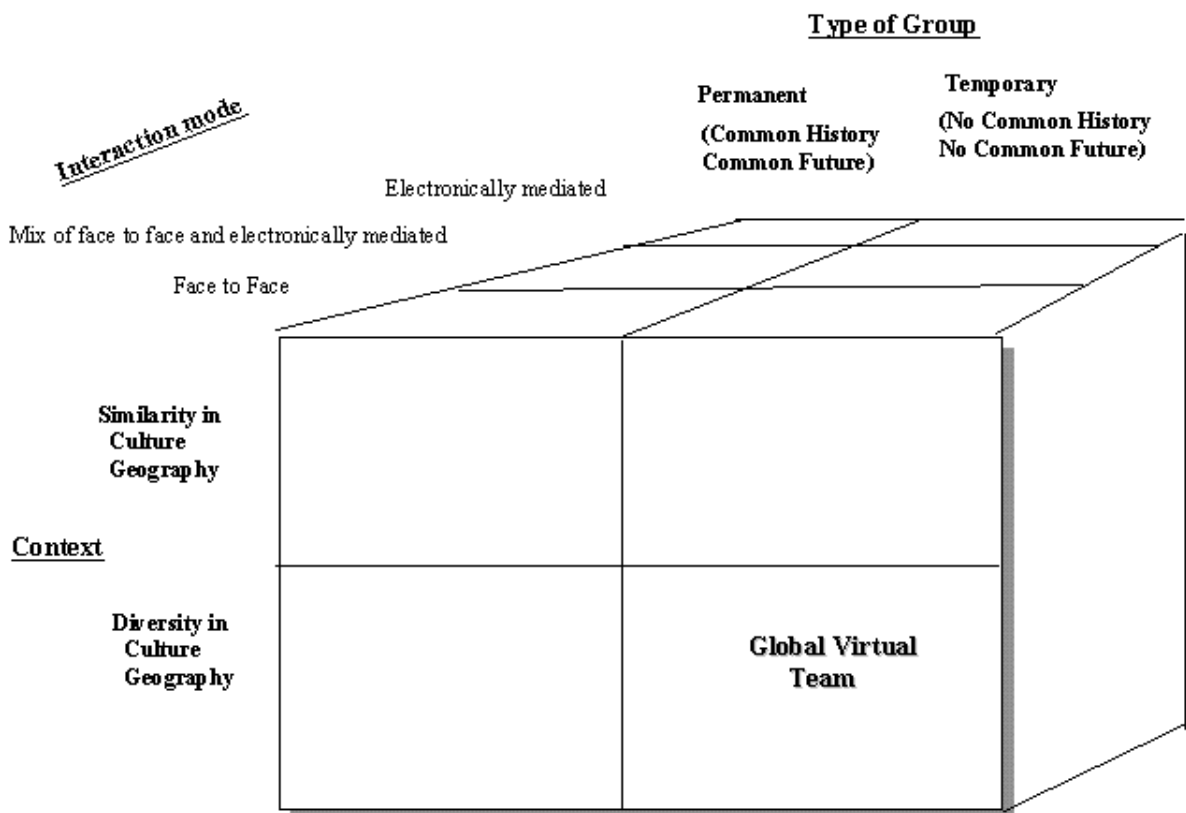 Type of Group
Permanent
(Common History
Common Future)
Temporary
(No Common History
No Common Future)
Interaction mode
Electronically mediated
Mix of face to face and electronically mediated
Face to Face
Similarity in
Culture
Geography
Context
Diversity in
Culture
Geography
Global Virtual
Team